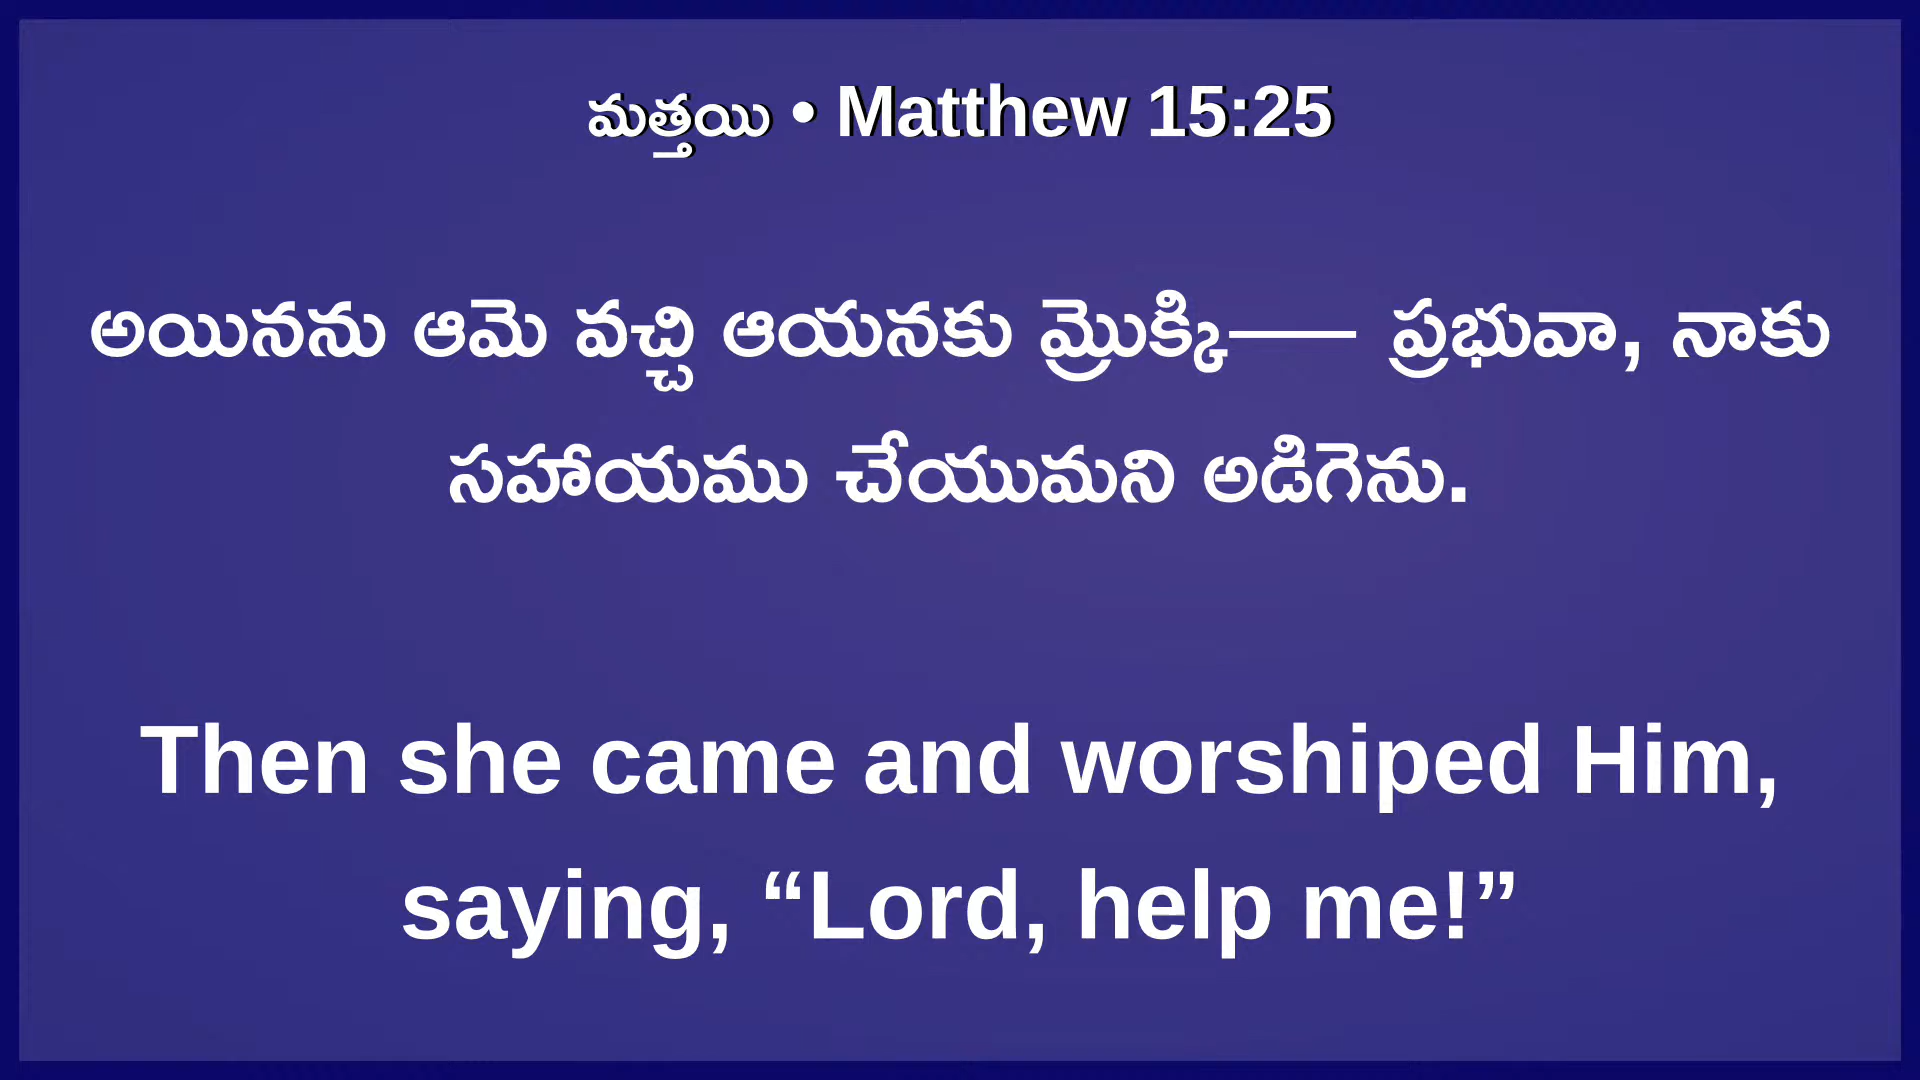 మత్తయి • Matthew 15:25
అయినను ఆమె వచ్చి ఆయనకు మ్రొక్కి–– ప్రభువా, నాకు
సహాయము చేయుమని అడిగెను.
Then she came and worshiped Him,
saying, “Lord, help me!”